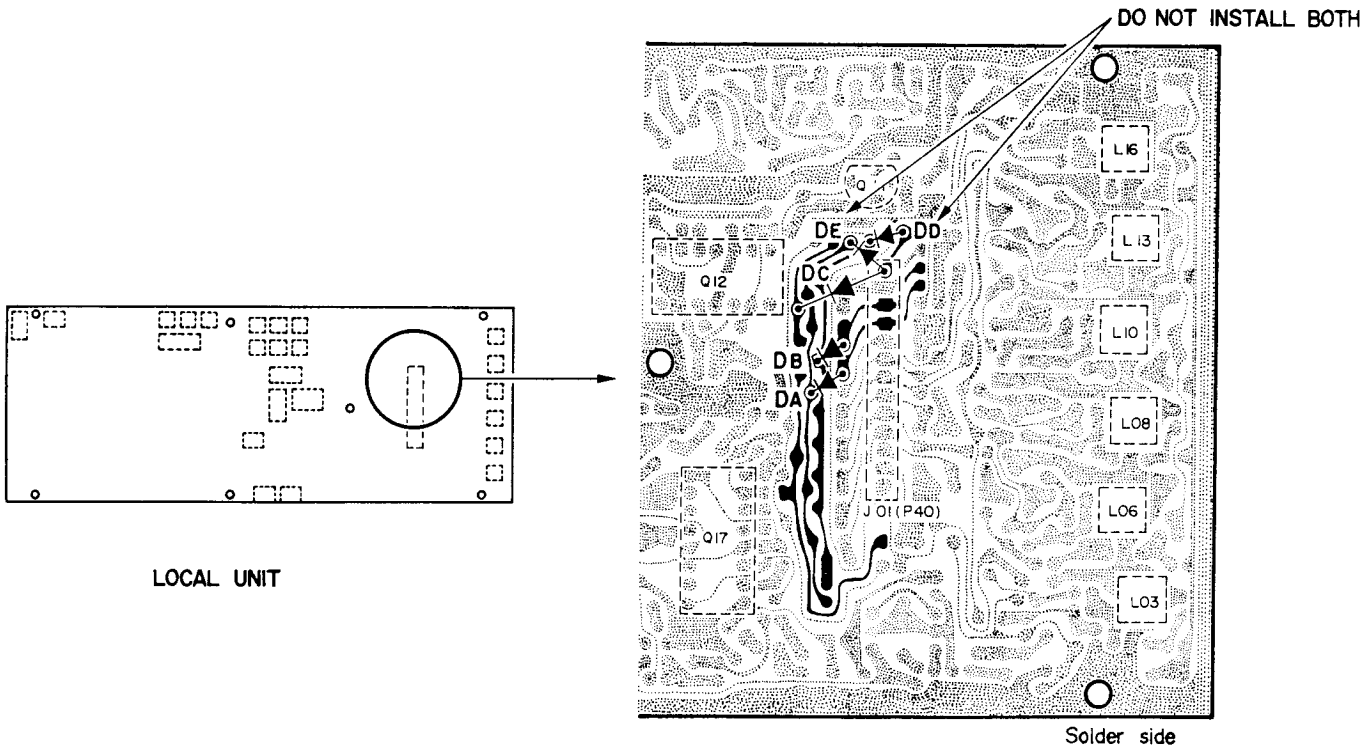 DO NOT INSTALL BOTH
L16
Q
DE
DD
L13
DC
Q12
L10
DB
DA
L08
J01(P40)
L06
Q17
LOCAL UNIT
L03
Solder side